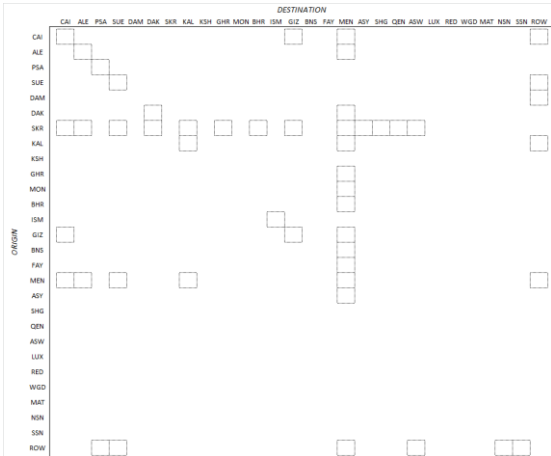 DESTINATION
CAI ALE PSA SUE DAM DAK SKR KAL KSH GHR MON BHR ISM GIZ BNS FAY MEN ASY SHG QEN ASW LUX RED WGD MAT NSN SSN ROW
CAI
ALE
PSA
SUE
DAM
DAK
SKR
KAL
KSH
GHR
MON
BHR
ISM
GIZ
BNS
FAY
MEN
ASY
SHG
QEN
ASW
LUX
RED
WGD
MAT
NSN
SSN
ROW
ORIGIN